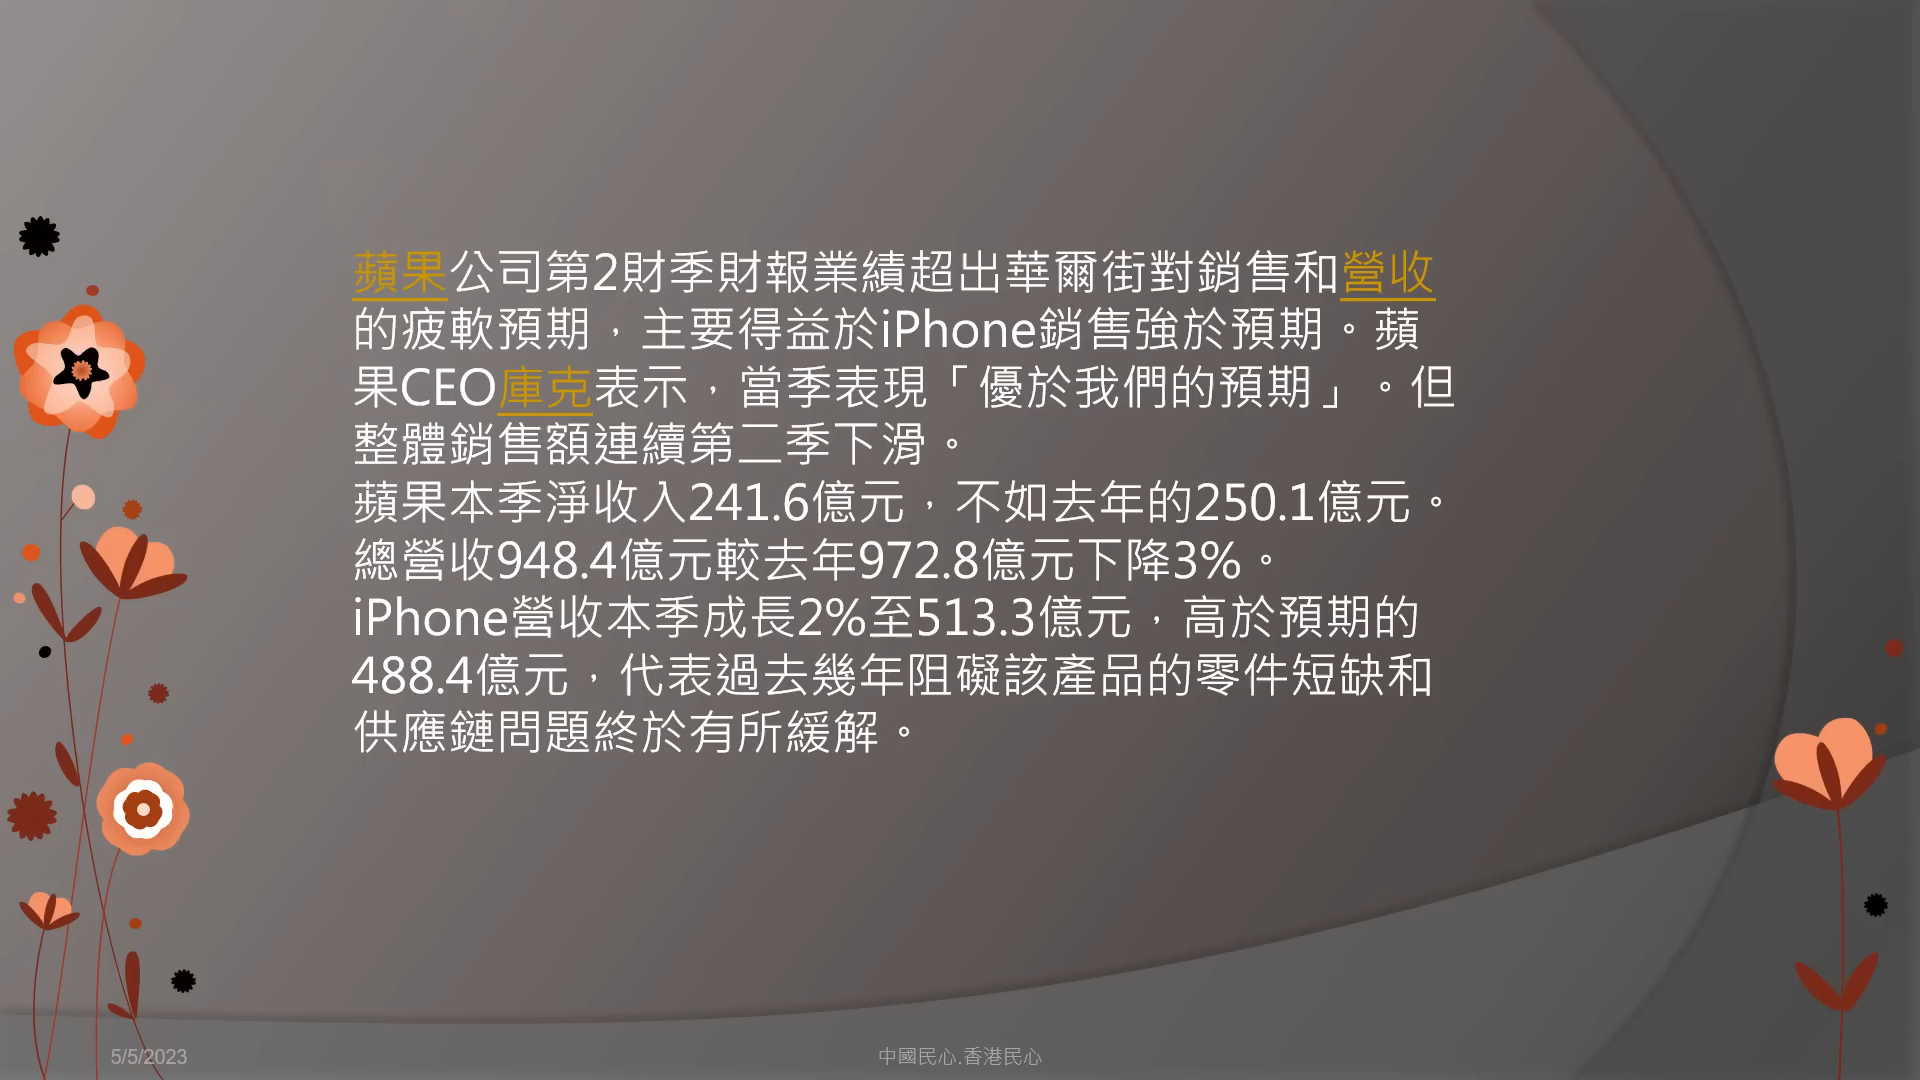 蘋果公司第2財季財報業績超出華爾街對銷售和營收
的疲軟預期，主要得益於iPhone銷售強於預期。蘋
果CEO庫克表示，當季表現「優於我們的預期」。但
整體銷售額連續第二季下滑。
蘋果本季淨收入241.6億元，不如去年的250.1億元。
總營收948.4億元較去年972.8億元下降3%。
iPhone營收本季成長2%至513.3億元，高於預期的
488.4億元，代表過去幾年阻礙該產品的零件短缺和
供應鏈問題終於有所緩解。
5/5/2023
中國民心.香港民心